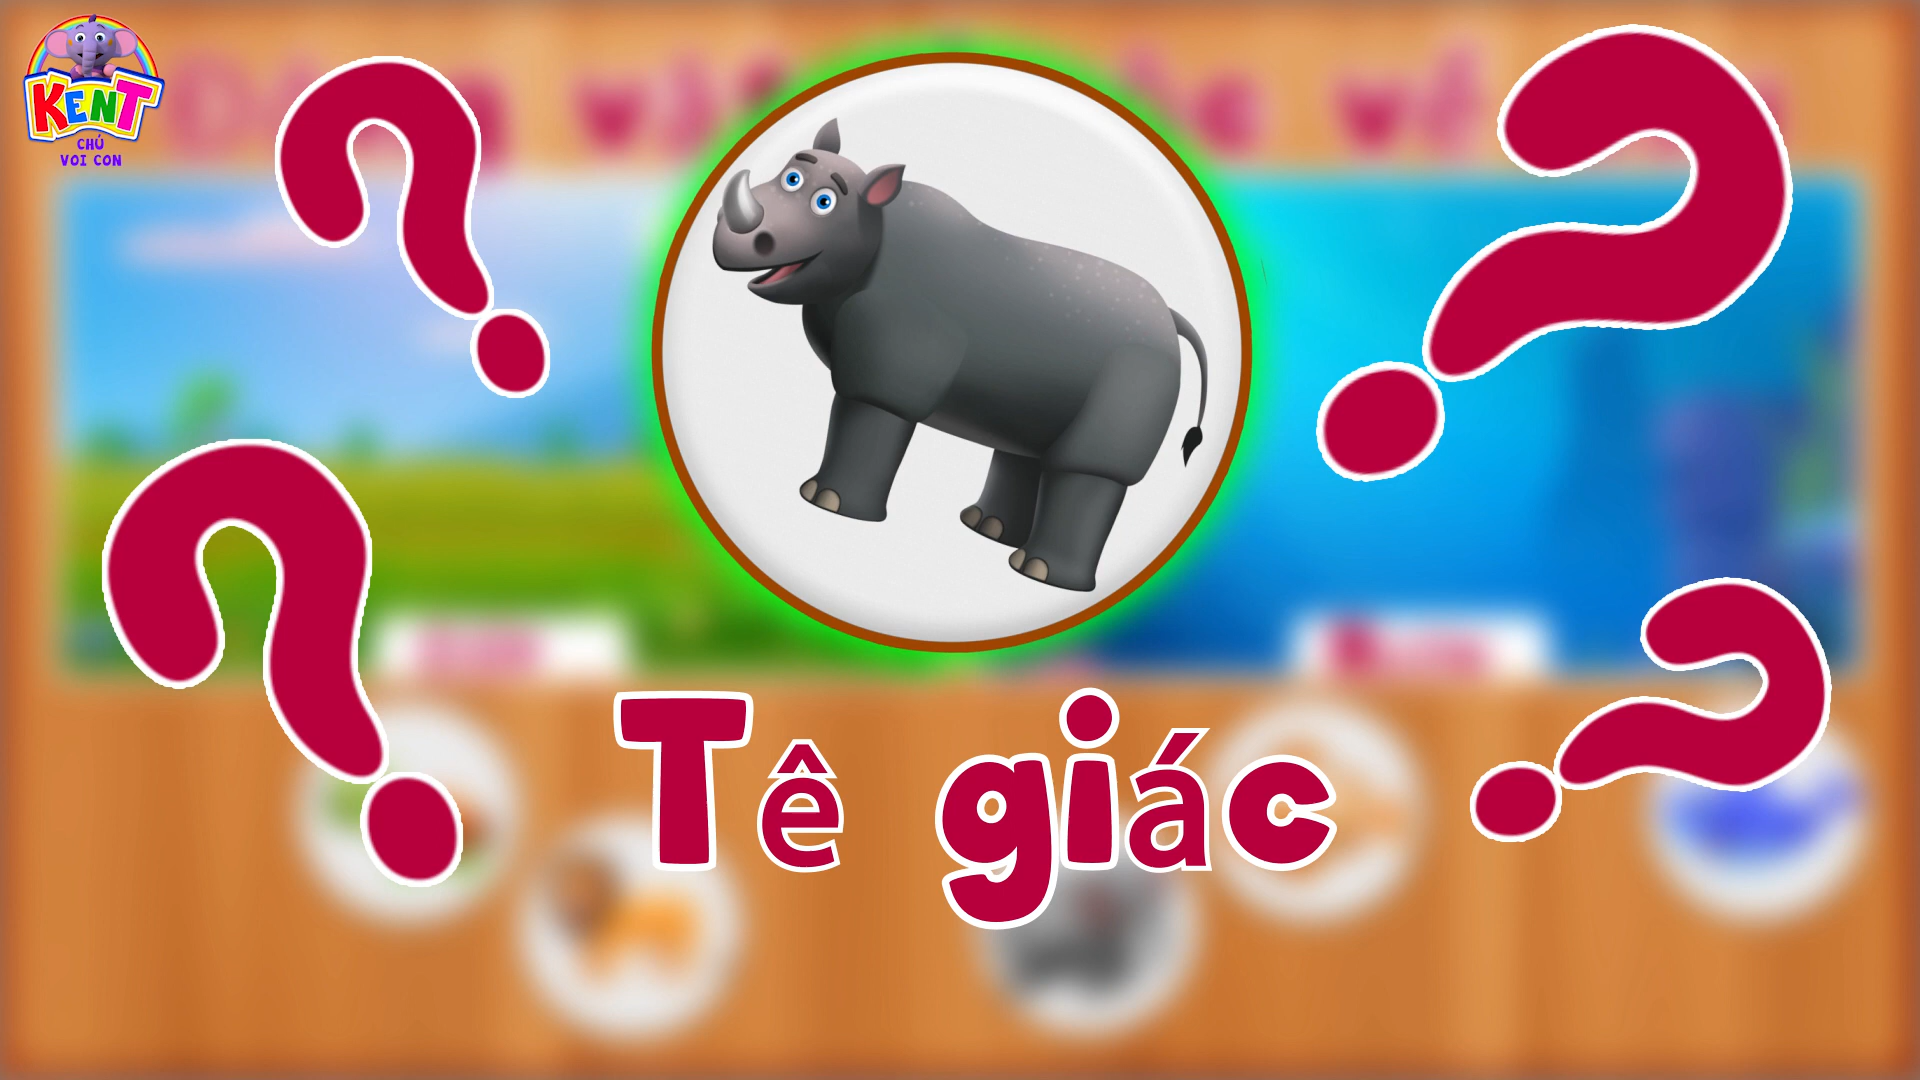 KENT
CHÚ
VOI CON
? ?
Tê giác
? ?